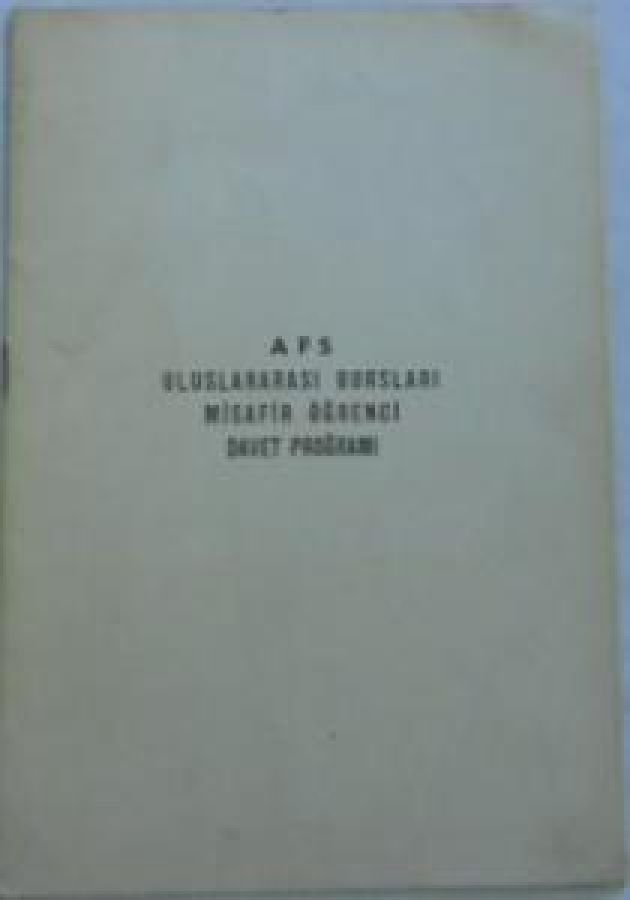 AFS
ULUSLARARASI BURSLARI
MİSAFİR ÖĞRENCİ
DAVET PROĞRAMI